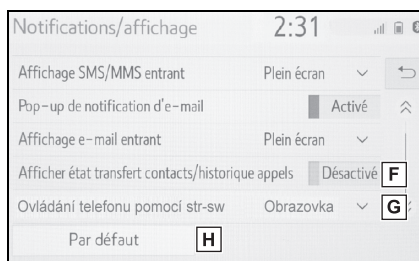 Notifications/affichage 2:31
Affichage SMS/MMS entrant Plein écran
Pop-up de notification d'e-mail Activé
Affichage e-mail entrant Plein écran
Afficher état transfert contacts/historique appels Désactivé F
Ovládání telefonu pomocí str-sw Obrazovka G
Par défaut H